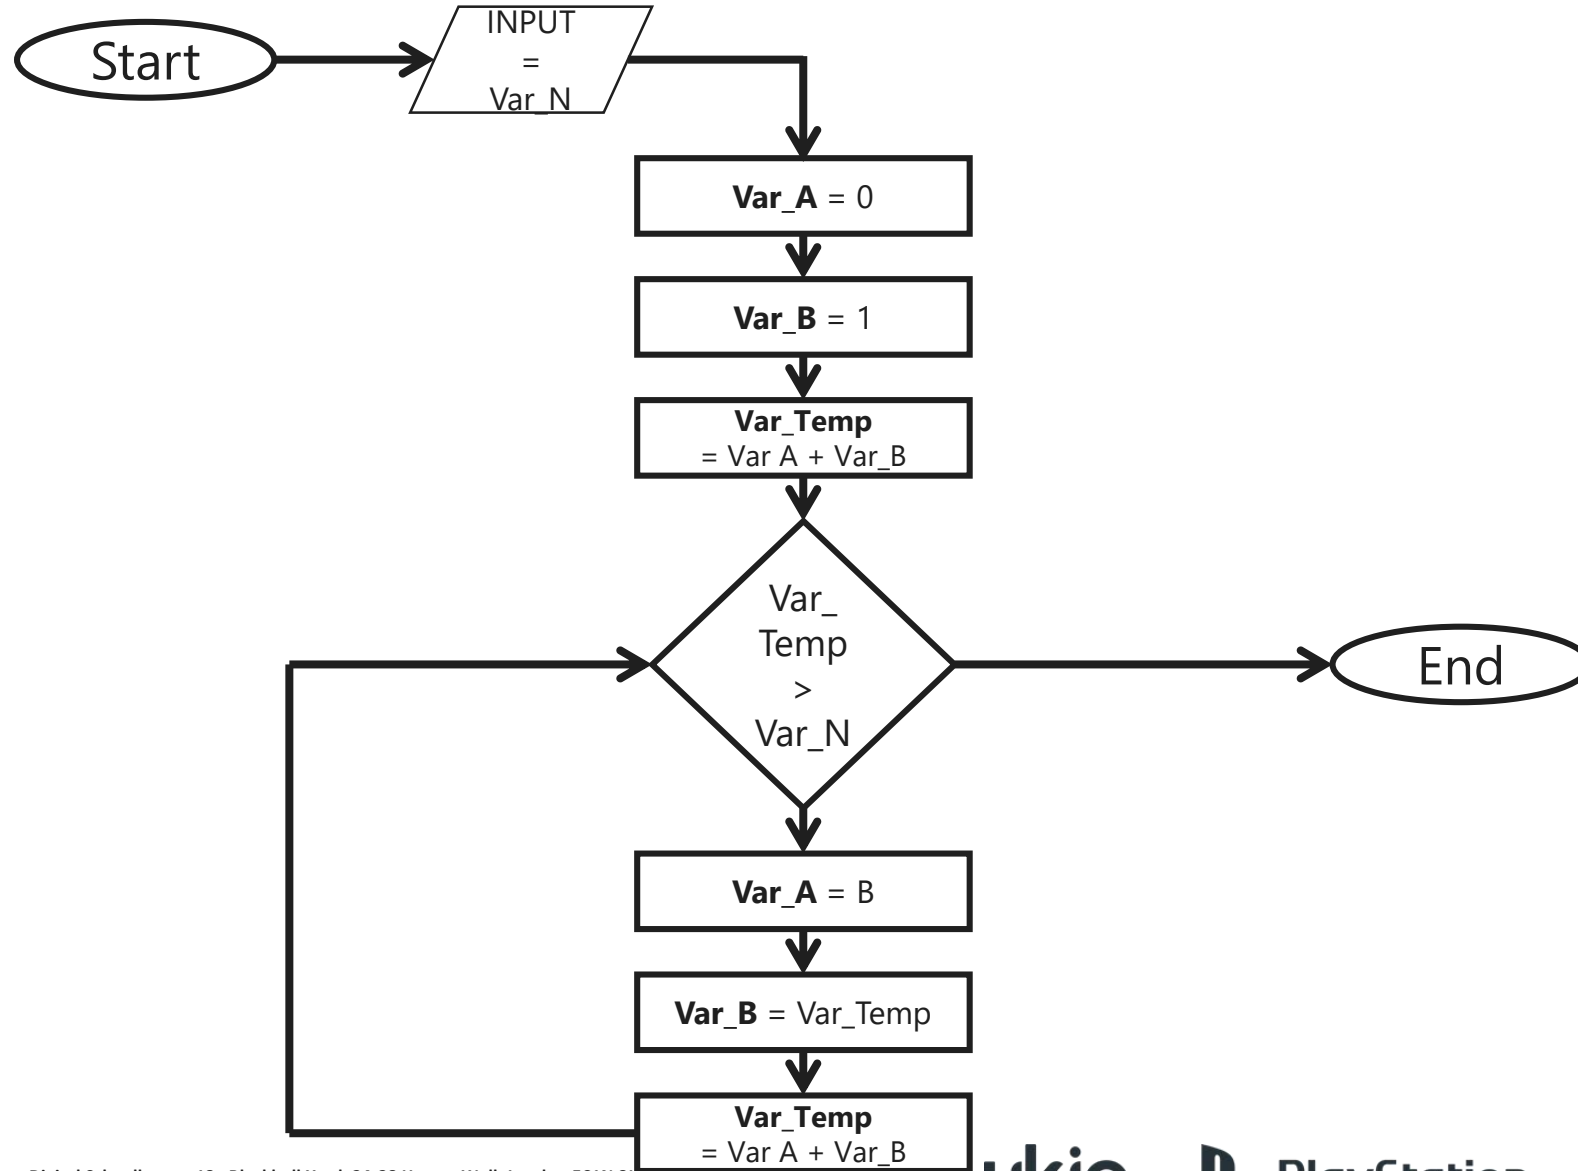 Start
INPUT
=
Var_N
Var_A = 0
Var_B = 1
Var_Temp
= Var A + Var_B
Var_
Temp
>
Var_N
End
Var_A = B
Var_B = Var_Temp
Var_Temp
= Var A + Var_B
PlayStation